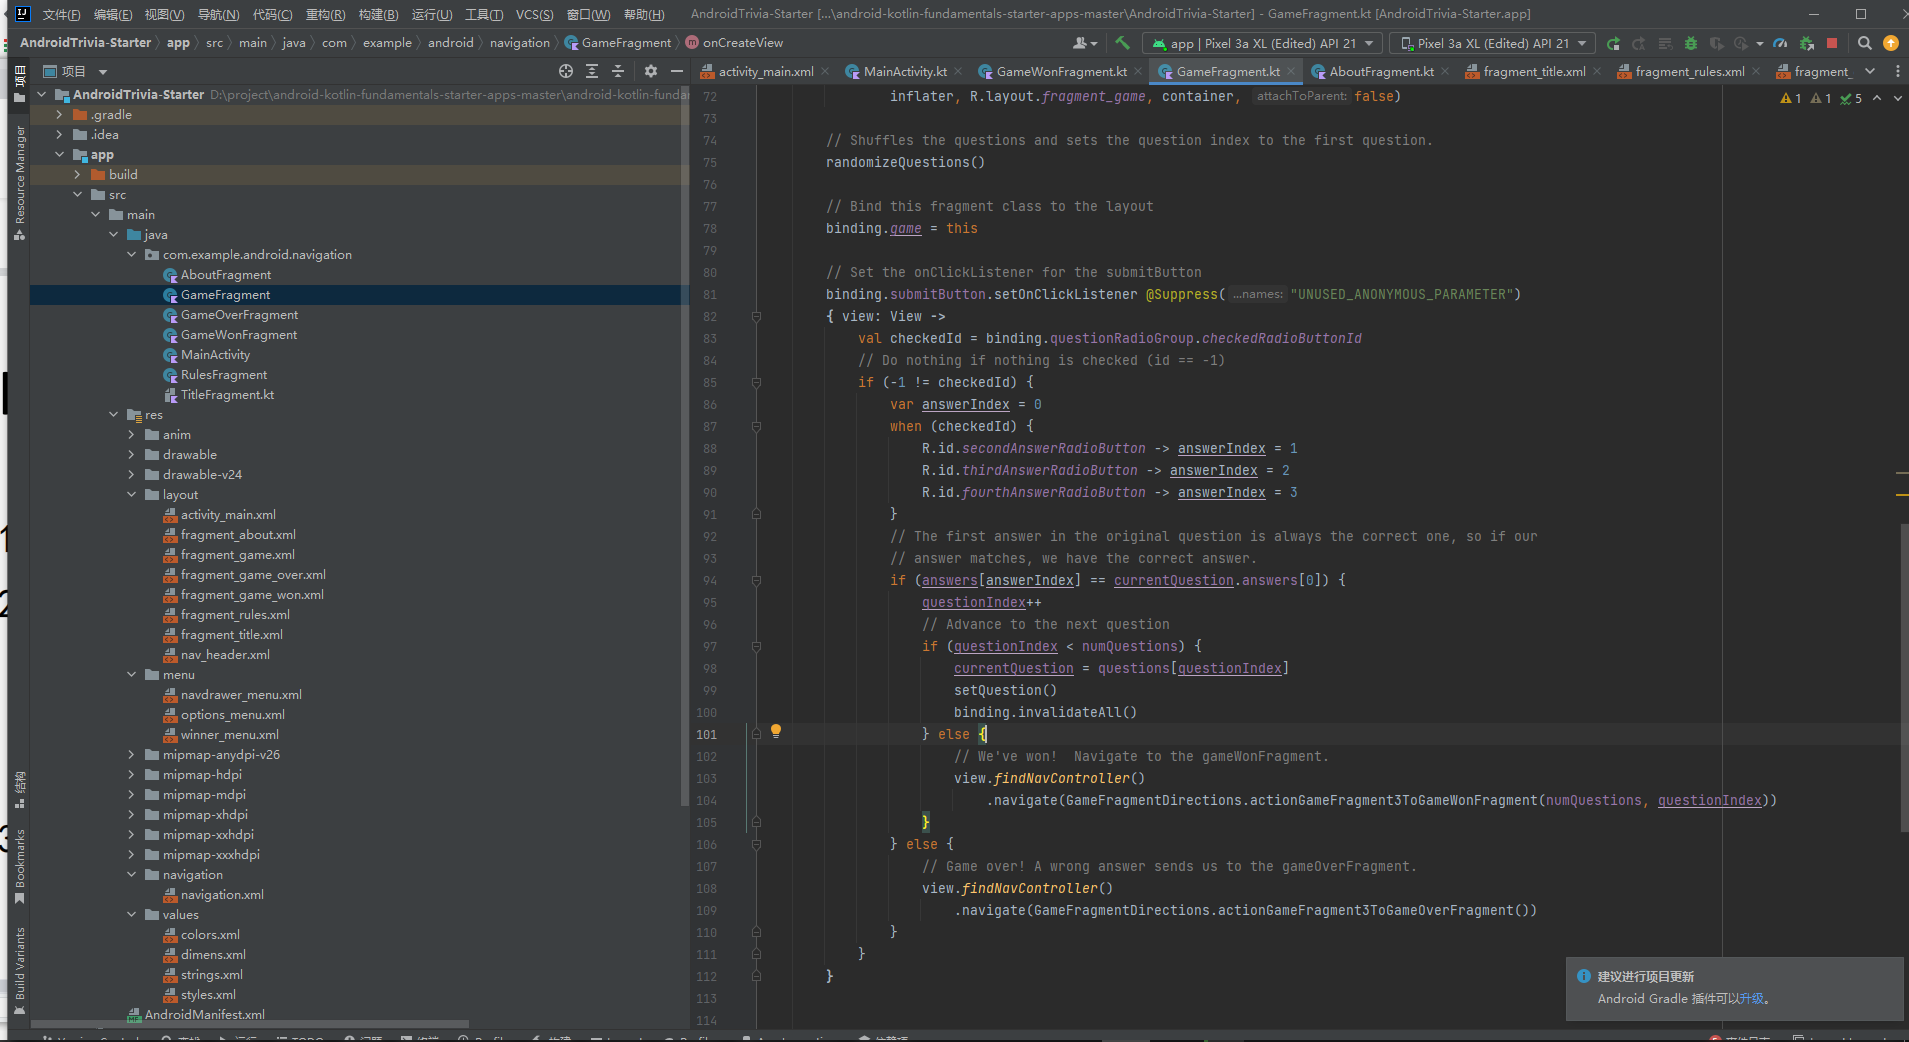 文件(F) 编辑(E) 视图(V) 导航(N) 代码(C) 重构(R) 构建(B) 运行(U) 工具(T) VCS(S) 窗口(W) 帮助(H) AndroidTrivia-Starter [...\android-kotlin-fundamentals-starter-apps-master\AndroidTrivia-Starter] - GameFragment.kt [AndroidTrivia-Starter.app]
AndroidTrivia-Starter app src main java com example android navigation GameFragment onCreateView
app | Pixel 3a XL (Edited) API 21 Pixel 3a XL (Edited) API 21
项目
activity_main.xml MainActivity.kt GameWonFragment.kt GameFragment.kt AboutFragment.kt fragment_title.xml fragment_rules.xml fragment_
项目
Resource Manager
结构
Bookmarks
Build Variants
AndroidTrivia-Starter D:\project\android-kotlin-fundamentals-starter-apps-master\android-kotlin-funda
.gradle
.idea
app
build
src
main
java
com.example.android.navigation
AboutFragment
GameFragment
GameOverFragment
GameWonFragment
MainActivity
RulesFragment
TitleFragment.kt
res
anim
drawable
drawable-v24
layout
activity_main.xml
fragment_about.xml
fragment_game.xml
fragment_game_over.xml
fragment_game_won.xml
fragment_rules.xml
fragment_title.xml
nav_header.xml
menu
navdrawer_menu.xml
options_menu.xml
winner_menu.xml
mipmap-anydpi-v26
mipmap-hdpi
mipmap-mdpi
mipmap-xhdpi
mipmap-xxhdpi
mipmap-xxxhdpi
navigation
navigation.xml
values
colors.xml
dimens.xml
strings.xml
styles.xml
AndroidManifest.xml
1 1 5
72 inflater, R.layout.fragment_game, container, attachToParent: false)
73
74 // Shuffles the questions and sets the question index to the first question.
75 randomizeQuestions()
76
77 // Bind this fragment class to the layout
78 binding.game = this
79
80 // Set the onClickListener for the submitButton
81 binding.submitButton.setOnClickListener @Suppress( ...names: "UNUSED_ANONYMOUS_PARAMETER")
82 { view: View ->
83 val checkedId = binding.questionRadioGroup.checkedRadioButtonId
84 // Do nothing if nothing is checked (id == -1)
85 if (-1 != checkedId) {
86 var answerIndex = 0
87 when (checkedId) {
88 R.id.secondAnswerRadioButton -> answerIndex = 1
89 R.id.thirdAnswerRadioButton -> answerIndex = 2
90 R.id.fourthAnswerRadioButton -> answerIndex = 3
91 }
92 // The first answer in the original question is always the correct one, so if our
93 // answer matches, we have the correct answer.
94 if (answers[answerIndex] == currentQuestion.answers[0]) {
95 questionIndex++
96 // Advance to the next question
97 if (questionIndex < numQuestions) {
98 currentQuestion = questions[questionIndex]
99 setQuestion()
100 binding.invalidateAll()
101 } else {
102 // We've won!  Navigate to the gameWonFragment.
103 view.findNavController()
104 .navigate(GameFragmentDirections.actionGameFragment3ToGameWonFragment(numQuestions, questionIndex))
105 }
106 } else {
107 // Game over! A wrong answer sends us to the gameOverFragment.
108 view.findNavController()
109 .navigate(GameFragmentDirections.actionGameFragment3ToGameOverFragment())
110 }
111 }
112 }
113
114
建议进行项目更新
Android Gradle 插件可以升级。